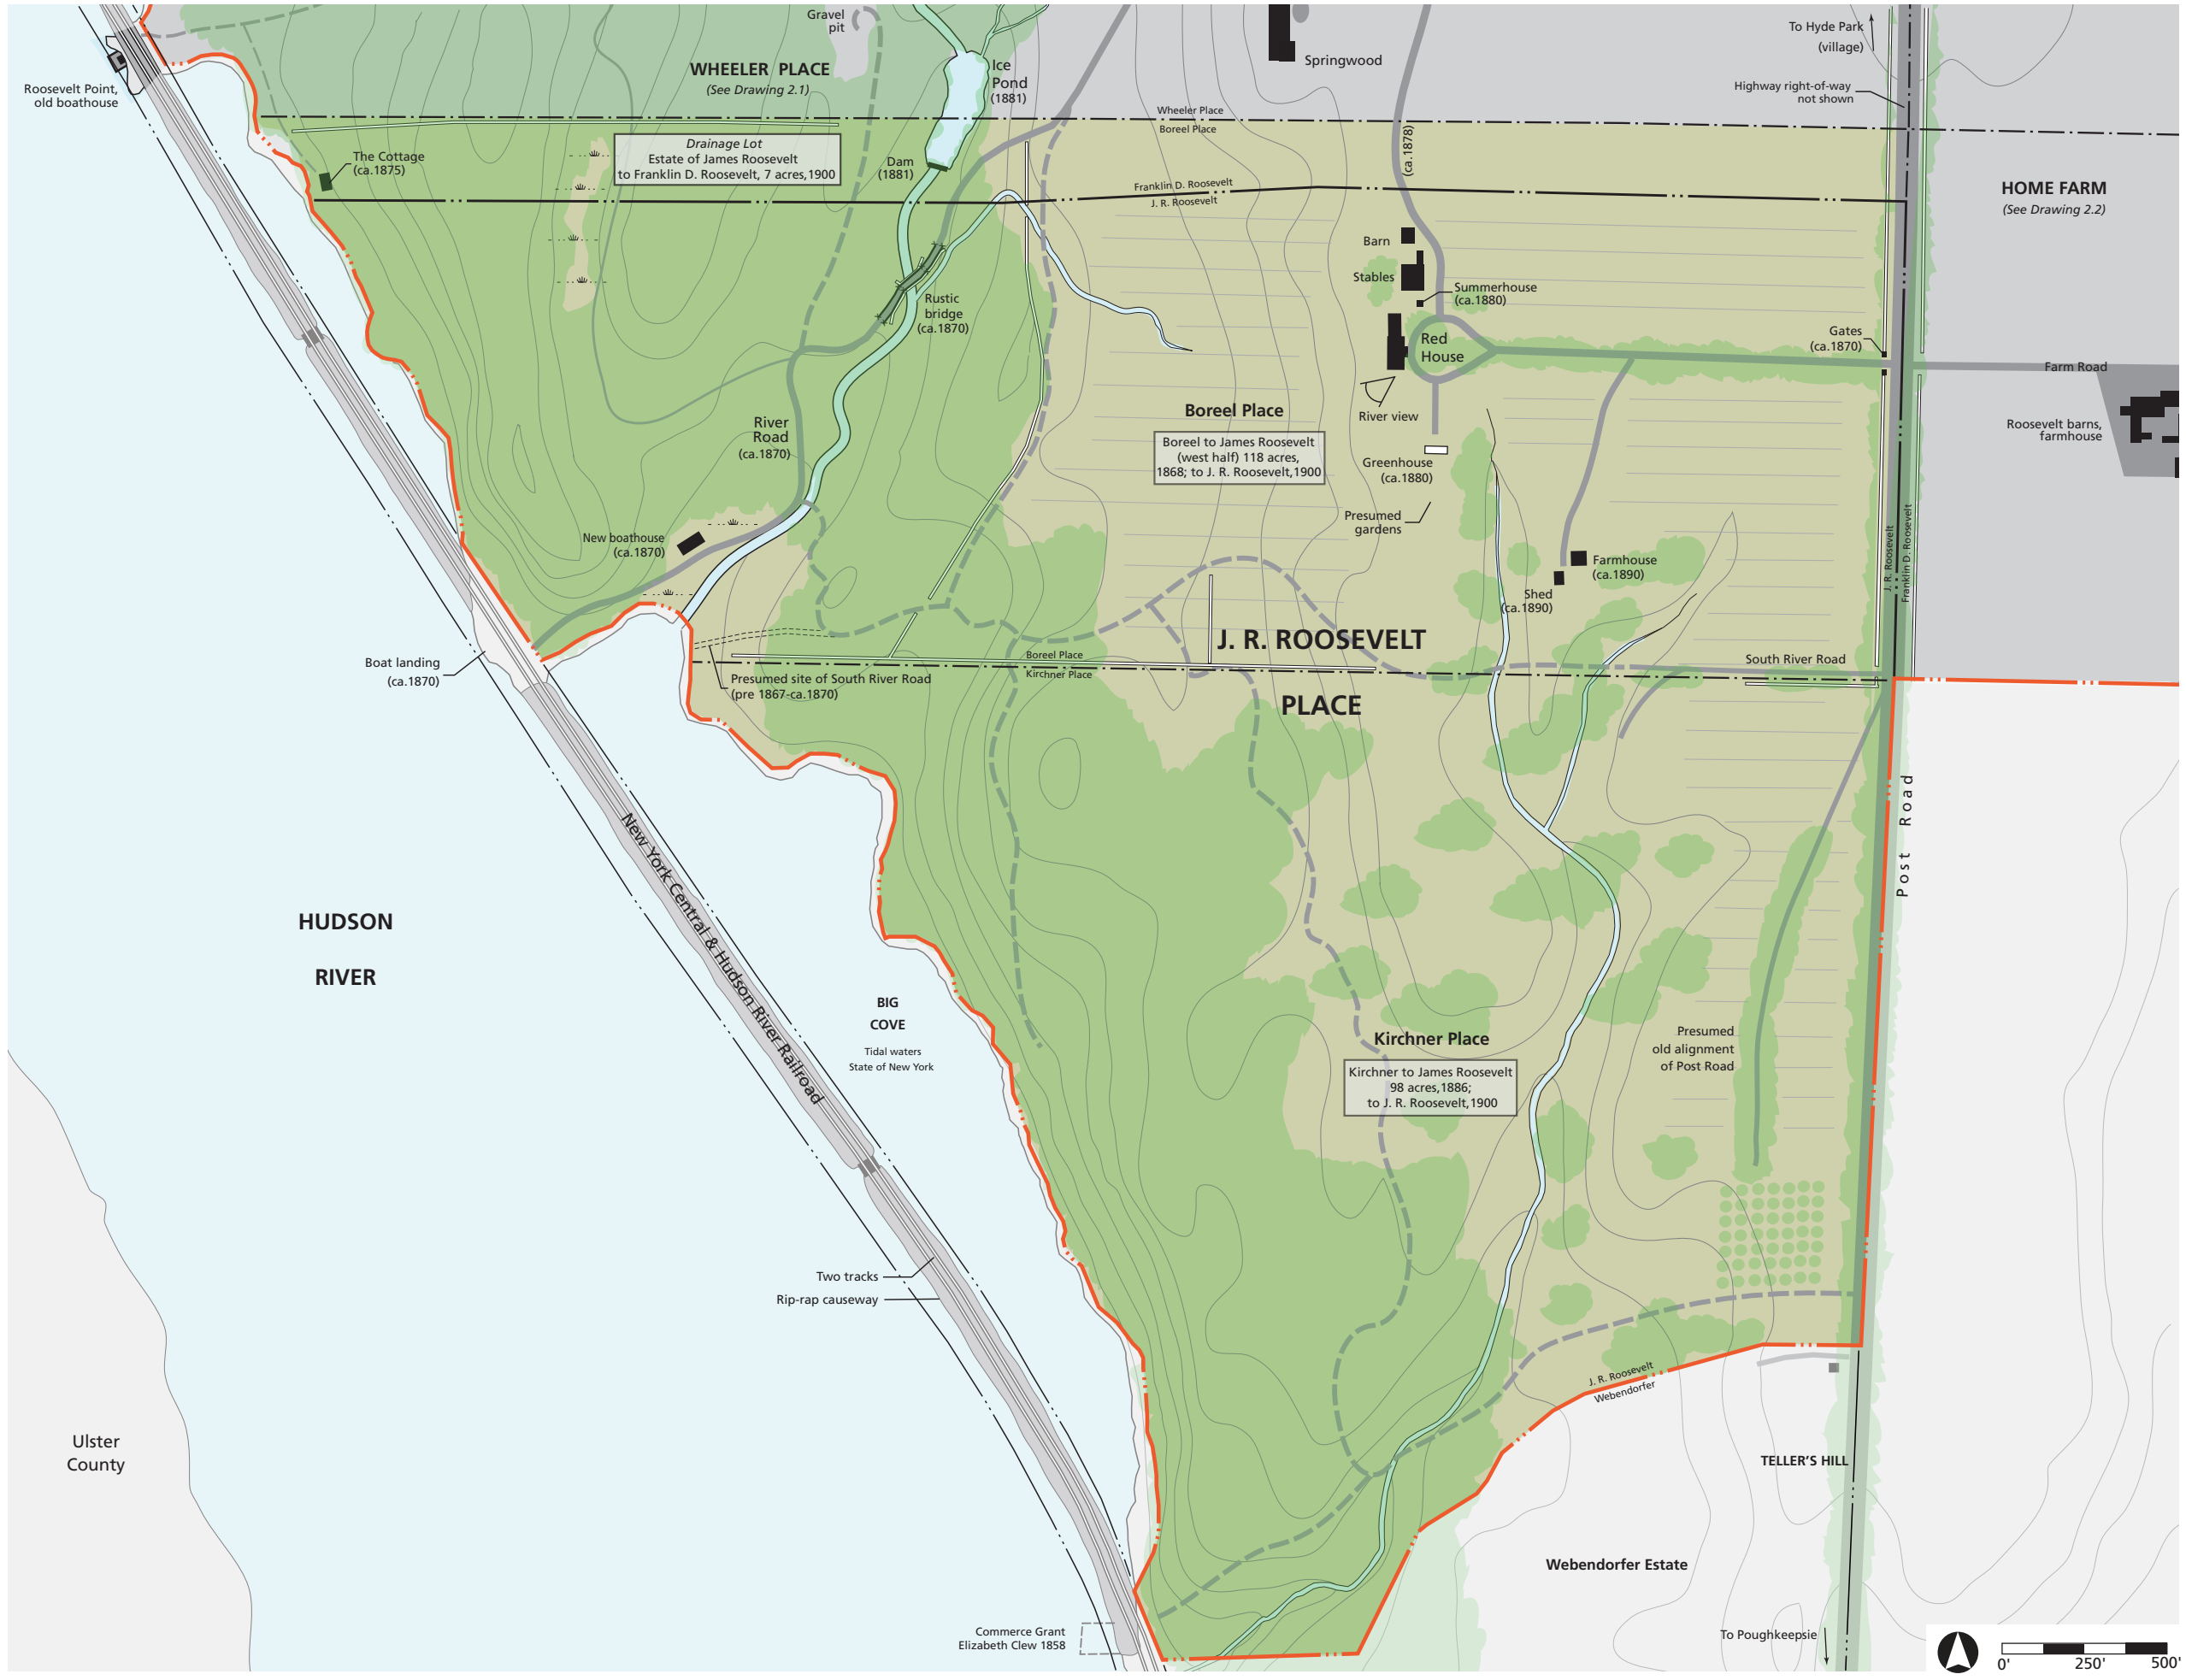 Gravel
pit
To Hyde Park
(village)
Springwood
WHEELER PLACE
(See Drawing 2.1)
Ice
Pond
(1881)
Roosevelt Point,
old boathouse
Highway right-of-way
not shown
Wheeler Place
Boreel Place
(ca.1878)
Drainage Lot
Estate of James Roosevelt
to Franklin D. Roosevelt, 7 acres,1900
The Cottage
(ca.1875)
Dam
(1881)
Franklin D. Roosevelt
J. R. Roosevelt
HOME FARM
(See Drawing 2.2)
Barn
Stables
Summerhouse
(ca.1880)
Rustic
bridge
(ca.1870)
Red
House
Gates
(ca.1870)
Farm Road
River view
Boreel Place
Boreel to James Roosevelt
(west half) 118 acres,
1868; to J. R. Roosevelt,1900
River
Road
(ca.1870)
Roosevelt barns,
farmhouse
Greenhouse
(ca.1880)
Presumed
gardens
New boathouse
(ca.1870)
J. R. Roosevelt
Franklin D. Roosevelt
Farmhouse
(ca.1890)
Shed
(ca.1890)
J. R. ROOSEVELT
PLACE
Boreel Place
Kirchner Place
South River Road
Boat landing
(ca.1870)
Presumed site of South River Road
(pre 1867-ca.1870)
Post Road
New York Central & Hudson River Railroad
HUDSON
RIVER
BIG
COVE
Tidal waters
State of New York
Kirchner Place
Kirchner to James Roosevelt
98 acres,1886;
to J. R. Roosevelt,1900
Presumed
old alignment
of Post Road
Two tracks
Rip-rap causeway
J. R. Roosevelt
Webendorfer
Ulster
County
TELLER'S HILL
Webendorfer Estate
Commerce Grant
Elizabeth Clew 1858
To Poughkeepsie
0' 250' 500'